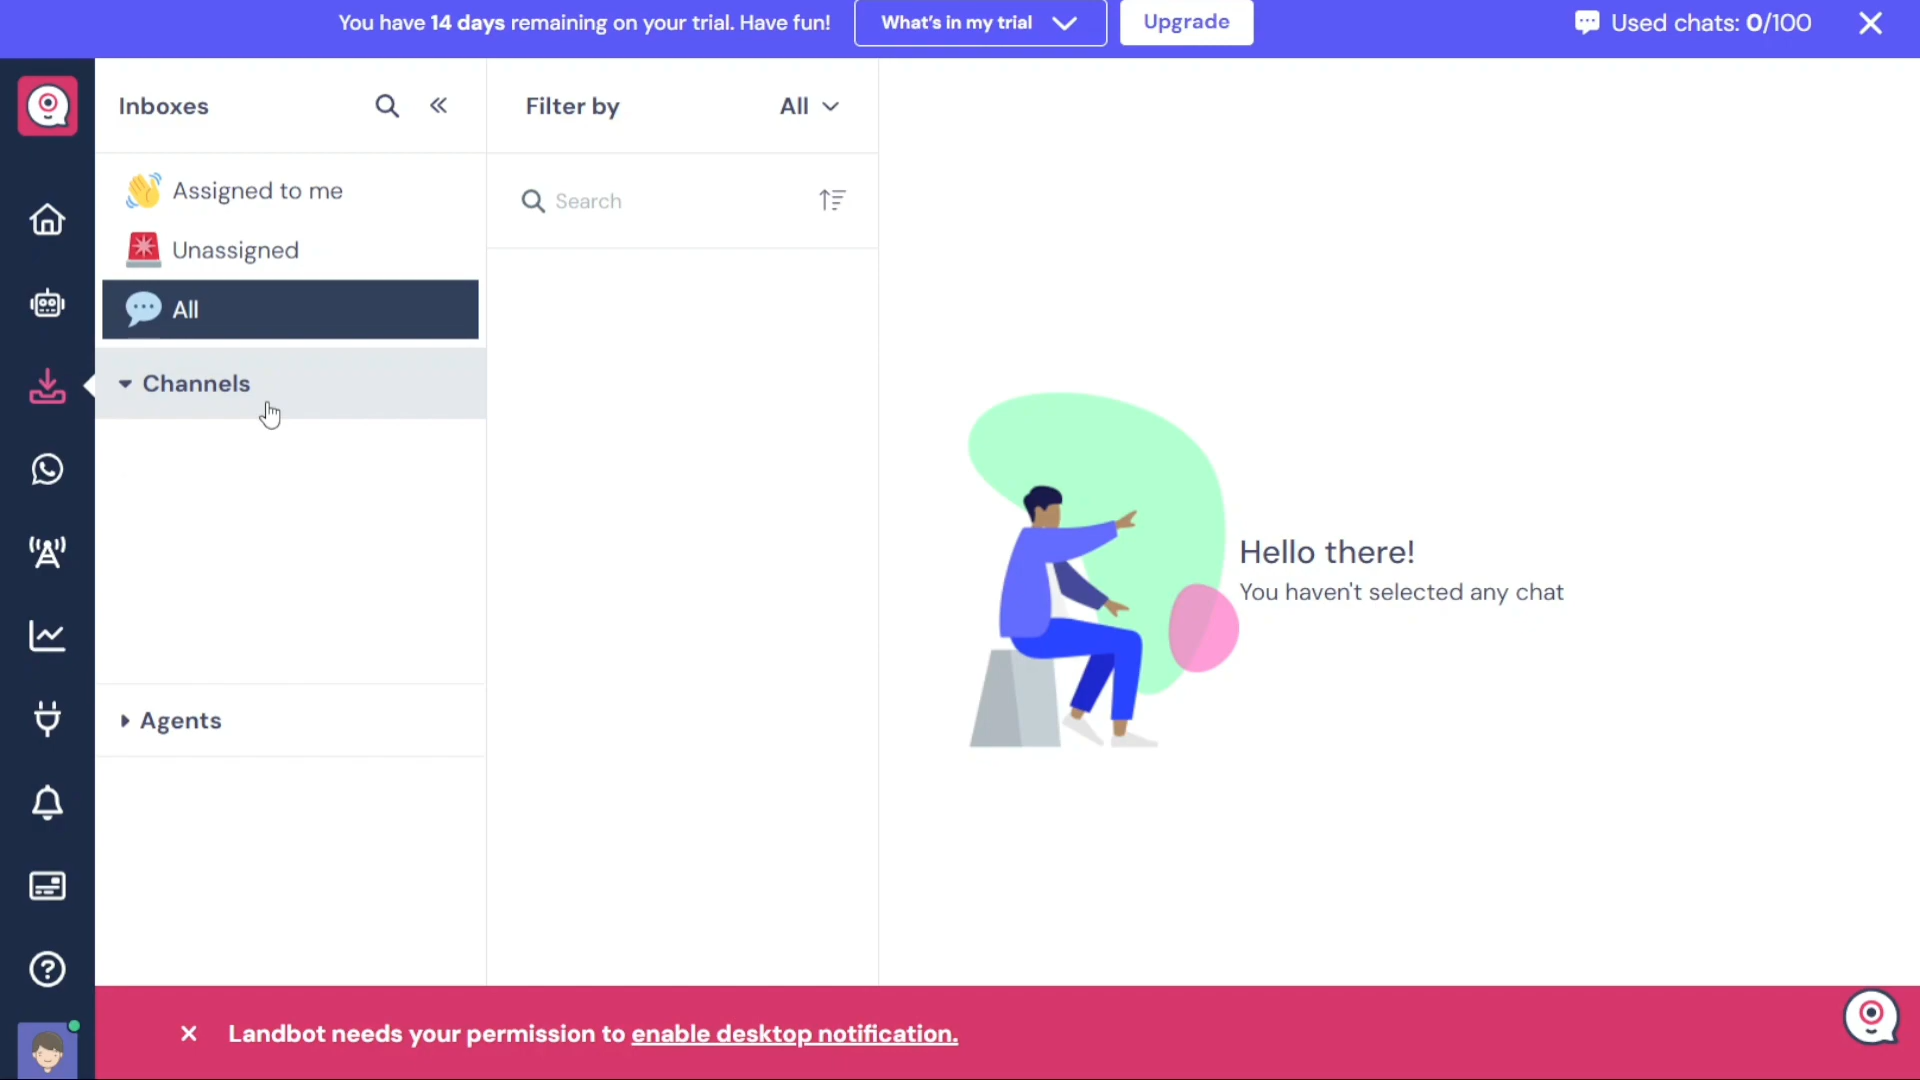 You have 14 days remaining on your trial. Have fun!
What's in my trial
Upgrade
Used chats: 0/100
Inboxes
Filter by
All
Assigned to me
Unassigned
All
Search
Channels
Hello there!
You haven't selected any chat
Agents
Landbot needs your permission to enable desktop notification.